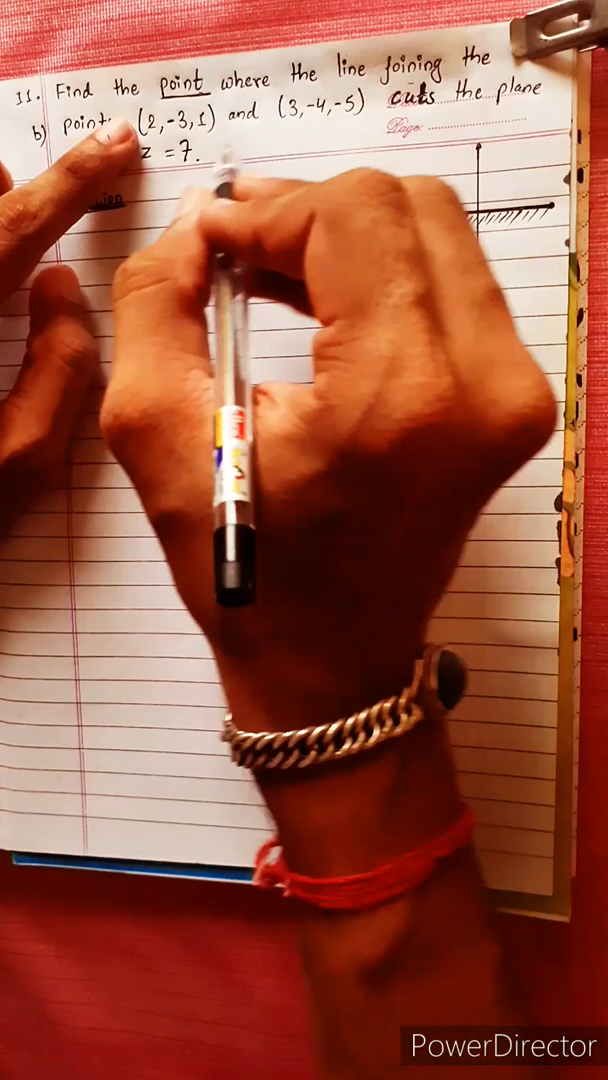 11. Find the point where the line joining the
b) point (2,-3,1) and (3,-4,-5) cuts the plane
z = 7.
Page:
PowerDirector